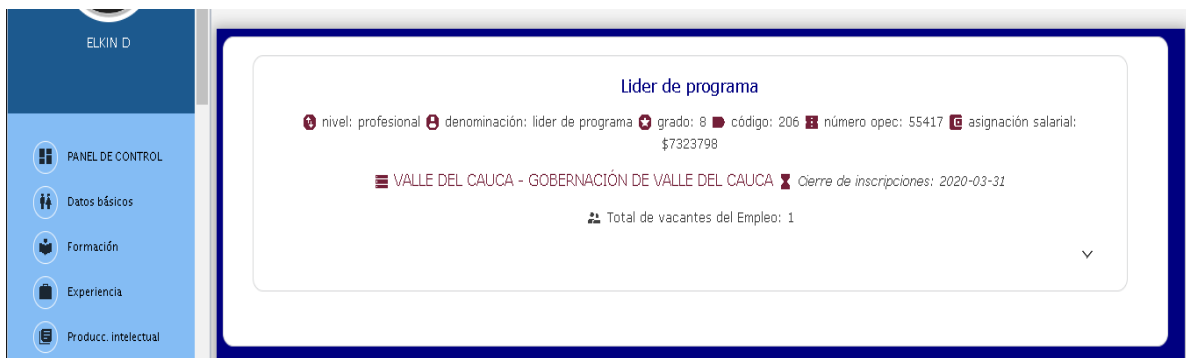 ELKIN D
PANEL DE CONTROL
Datos básicos
Formación
Experiencia
Producc. intelectual
Lider de programa
nivel: profesional denominación: lider de programa grado: 8 código: 206 número opec: 55417 asignación salarial:
$7323798
VALLE DEL CAUCA - GOBERNACIÓN DE VALLE DEL CAUCA Cierre de inscripciones: 2020-03-31
Total de vacantes del Empleo: 1